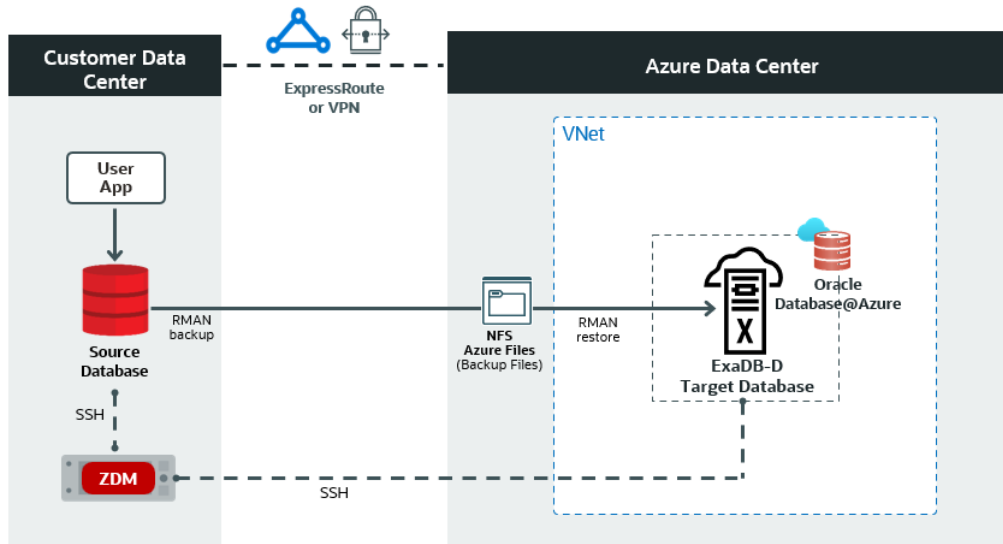 Customer Data
Center
ExpressRoute
or VPN
Azure Data Center
VNet
User
App
Oracle
Database@Azure
RMAN
backup
NFS
Azure Files
(Backup Files)
RMAN
restore
X
Source
Database
ExaDB-D
Target Database
SSH
ZDM
SSH